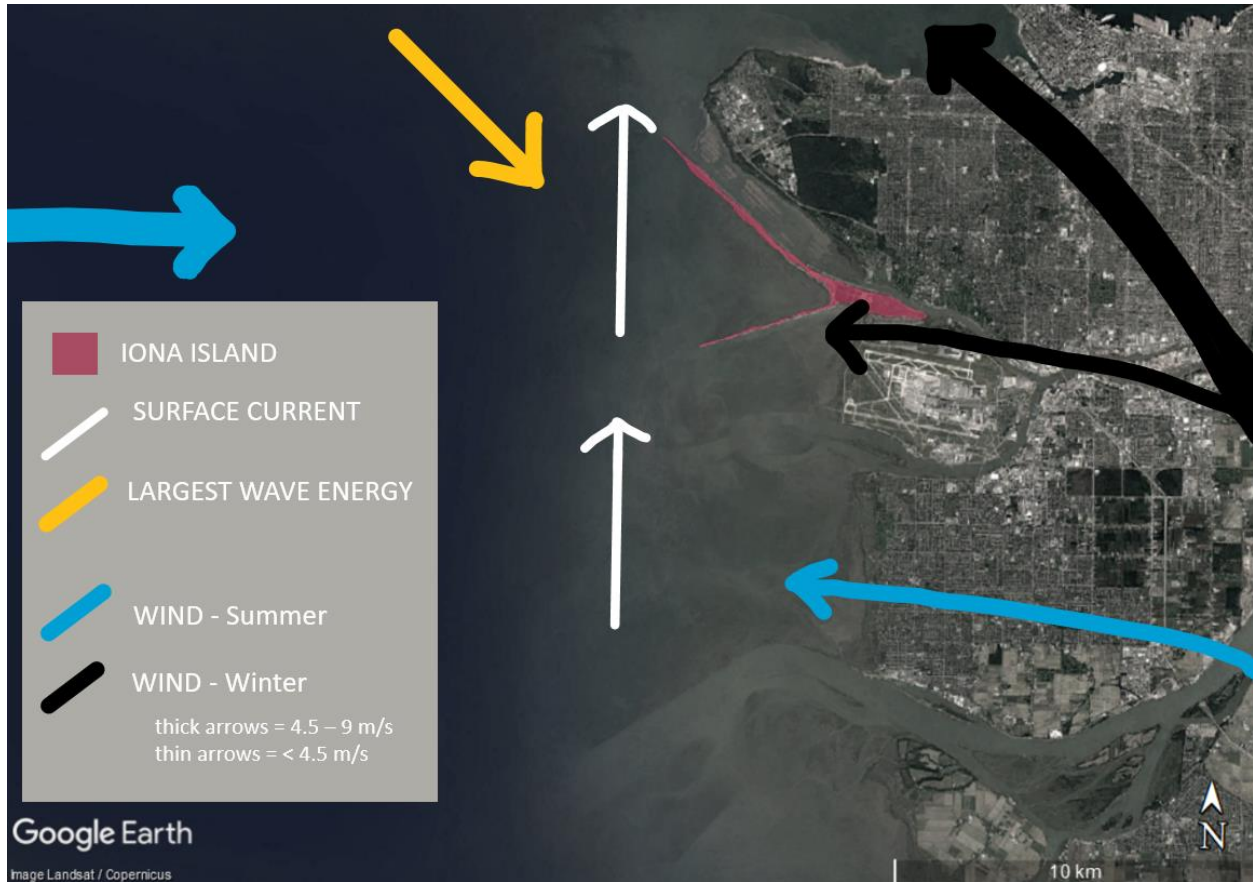 IONA ISLAND
SURFACE CURRENT
LARGEST WAVE ENERGY
WIND - Summer
WIND - Winter
thick arrows = 4.5 – 9 m/s
thin arrows = < 4.5 m/s
Google Earth
Image Landsat / Copernicus
N
10 km